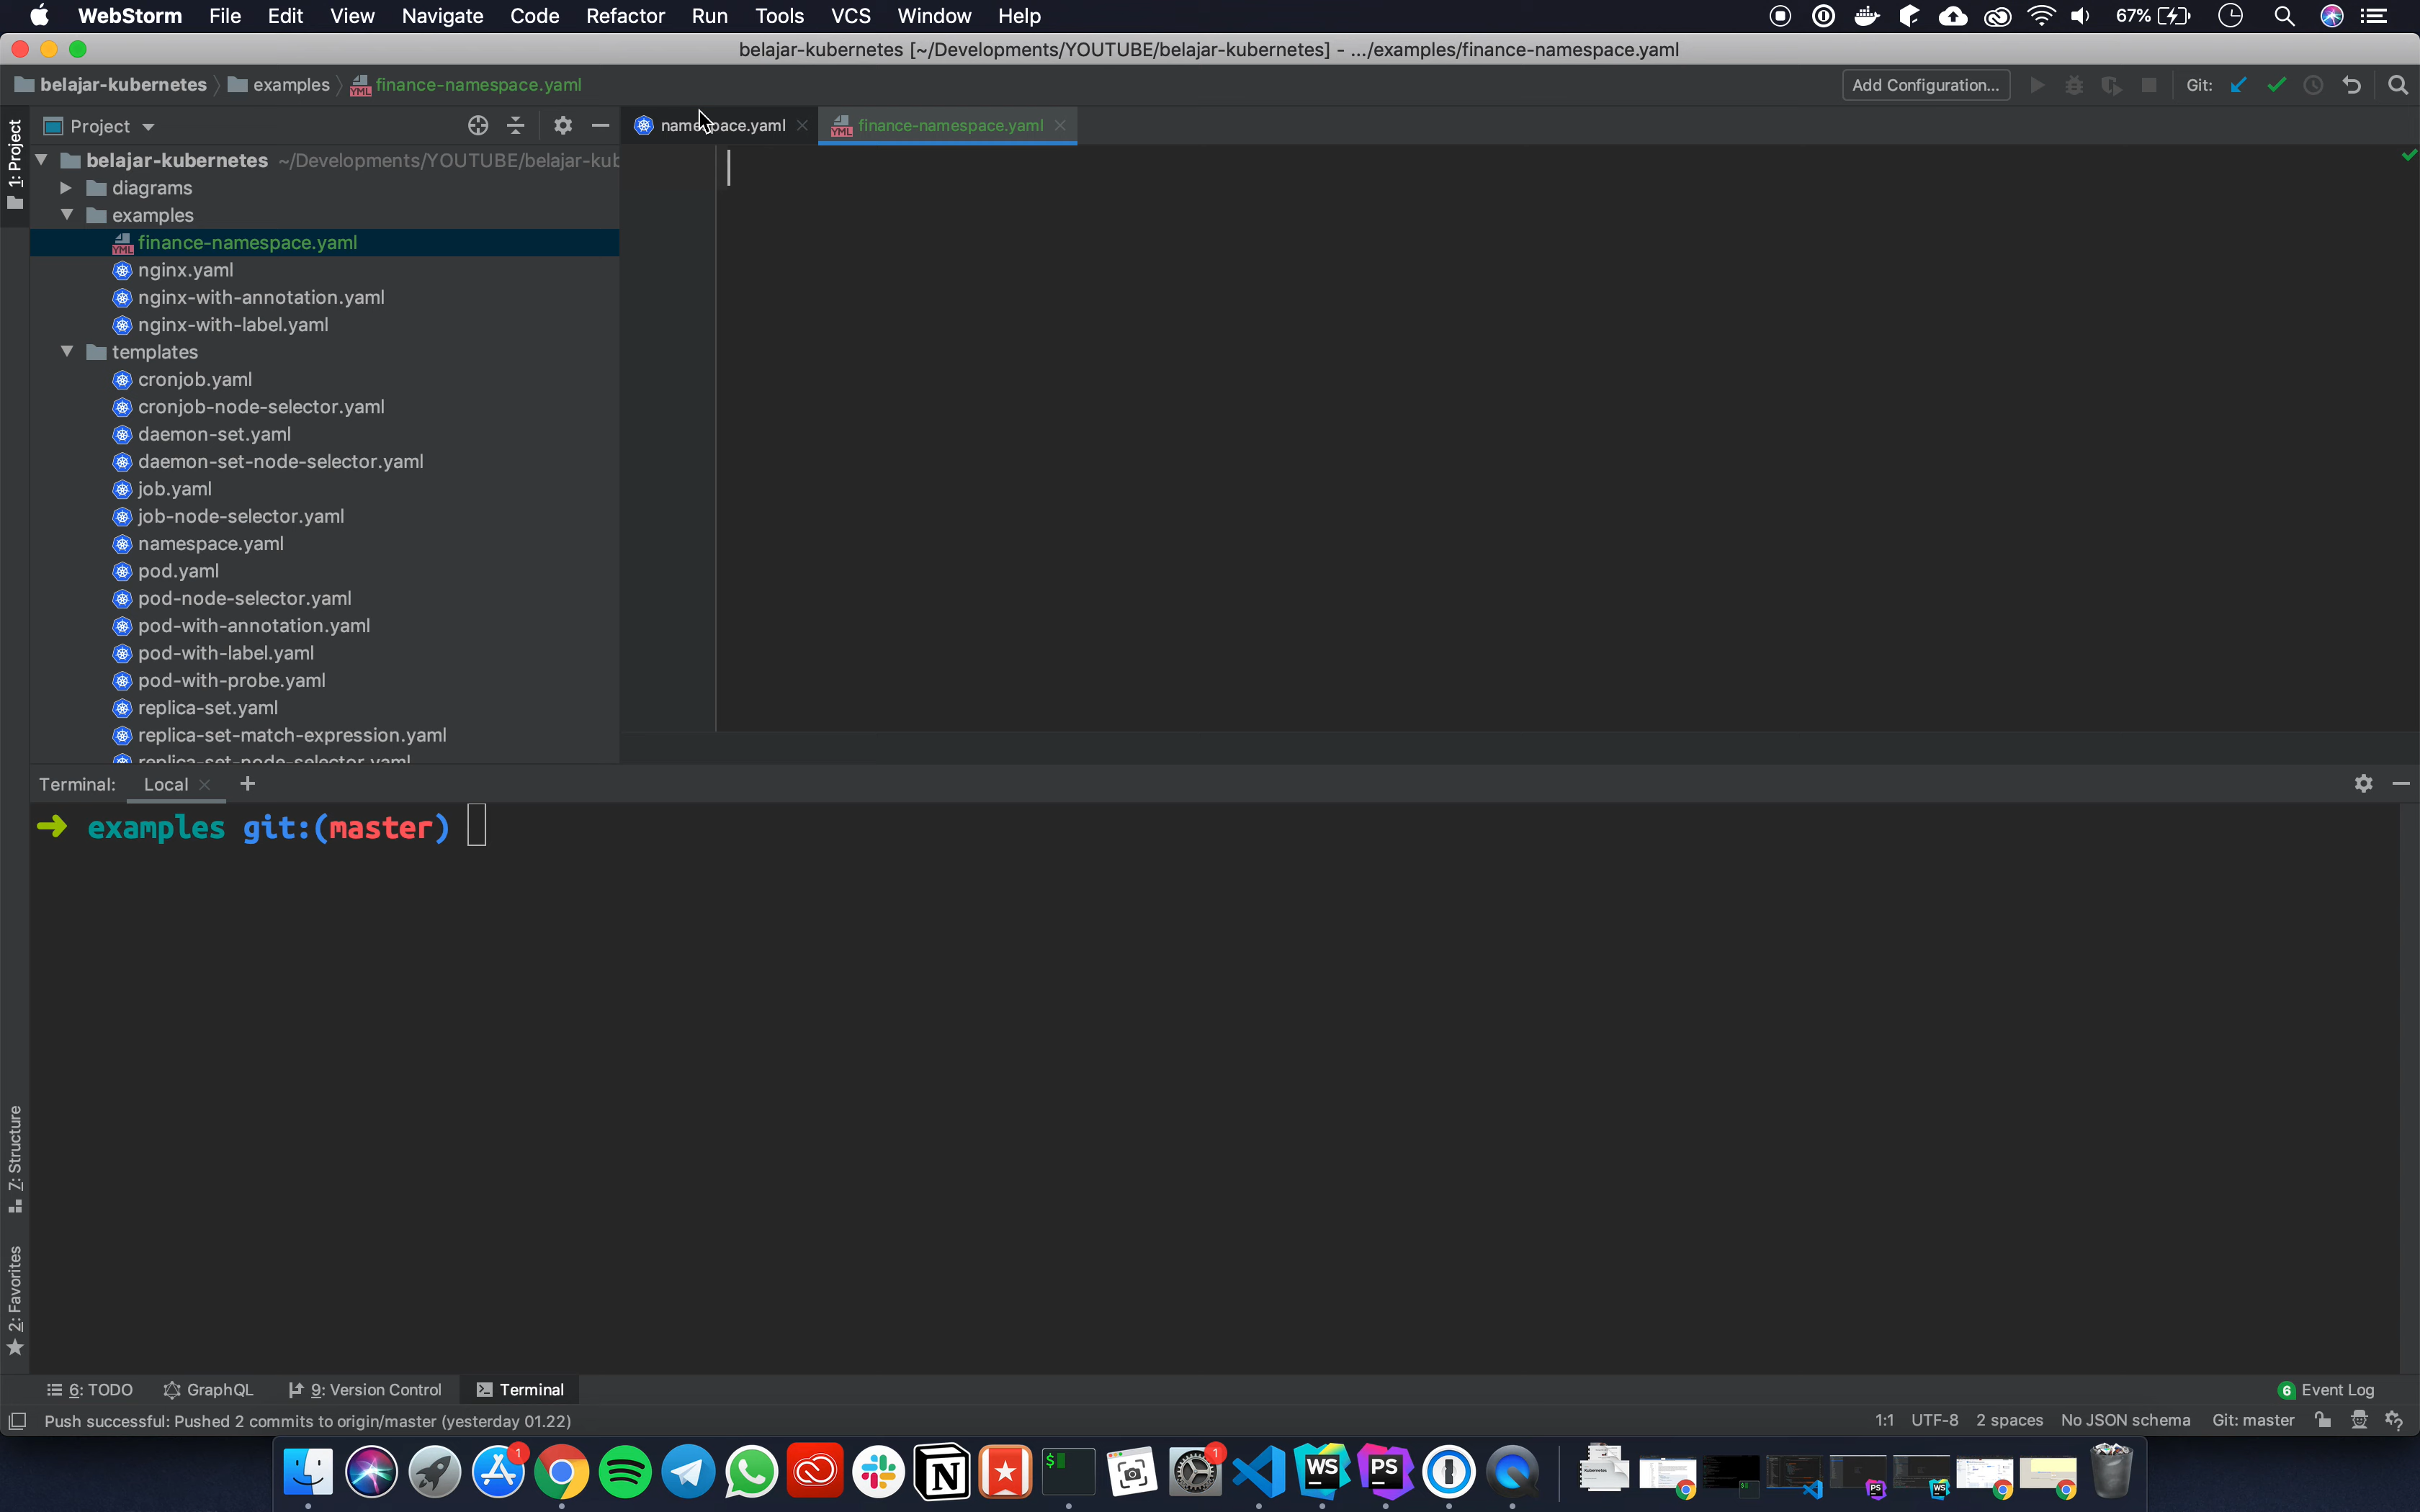 WebStorm File Edit View Navigate Code Refactor Run Tools VCS Window Help 67%
belajar-kubernetes [~/Developments/YOUTUBE/belajar-kubernetes] - .../examples/finance-namespace.yaml
belajar-kubernetes examples finance-namespace.yaml Add Configuration... Git:
1: Project
Project
namespace.yaml finance-namespace.yaml
belajar-kubernetes ~/Developments/YOUTUBE/belajar-kub
diagrams
examples
finance-namespace.yaml
nginx.yaml
nginx-with-annotation.yaml
nginx-with-label.yaml
templates
cronjob.yaml
cronjob-node-selector.yaml
daemon-set.yaml
daemon-set-node-selector.yaml
job.yaml
job-node-selector.yaml
namespace.yaml
pod.yaml
pod-node-selector.yaml
pod-with-annotation.yaml
pod-with-label.yaml
pod-with-probe.yaml
replica-set.yaml
replica-set-match-expression.yaml
replica-set-node-selector.yaml
Terminal: Local +
➜ examples git:(master)
7: Structure
2: Favorites
6: TODO GraphQL 9: Version Control Terminal 6 Event Log
Push successful: Pushed 2 commits to origin/master (yesterday 01.22) 1:1 UTF-8 2 spaces No JSON schema Git: master